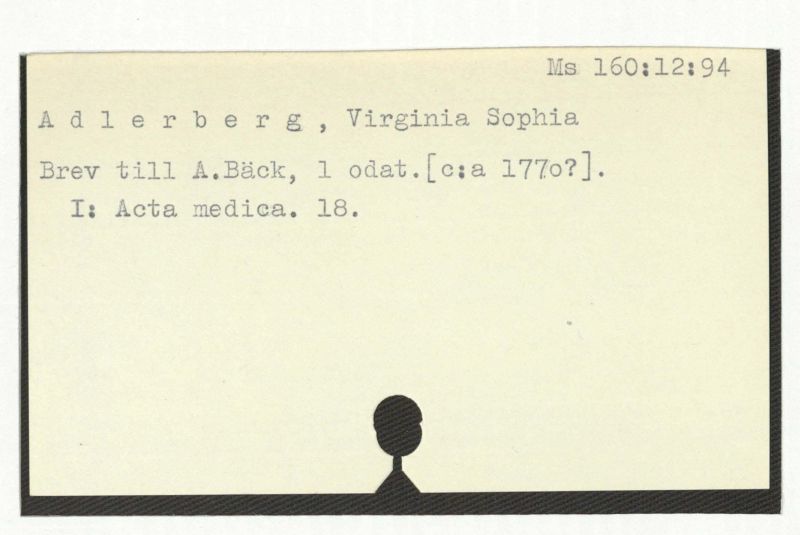 Ms 160:12:94
A d l e r b e r g , Virginia Sophia
Brev till A.Bäck, 1 odat.[c:a 177o?].
I: Acta medica. 18.